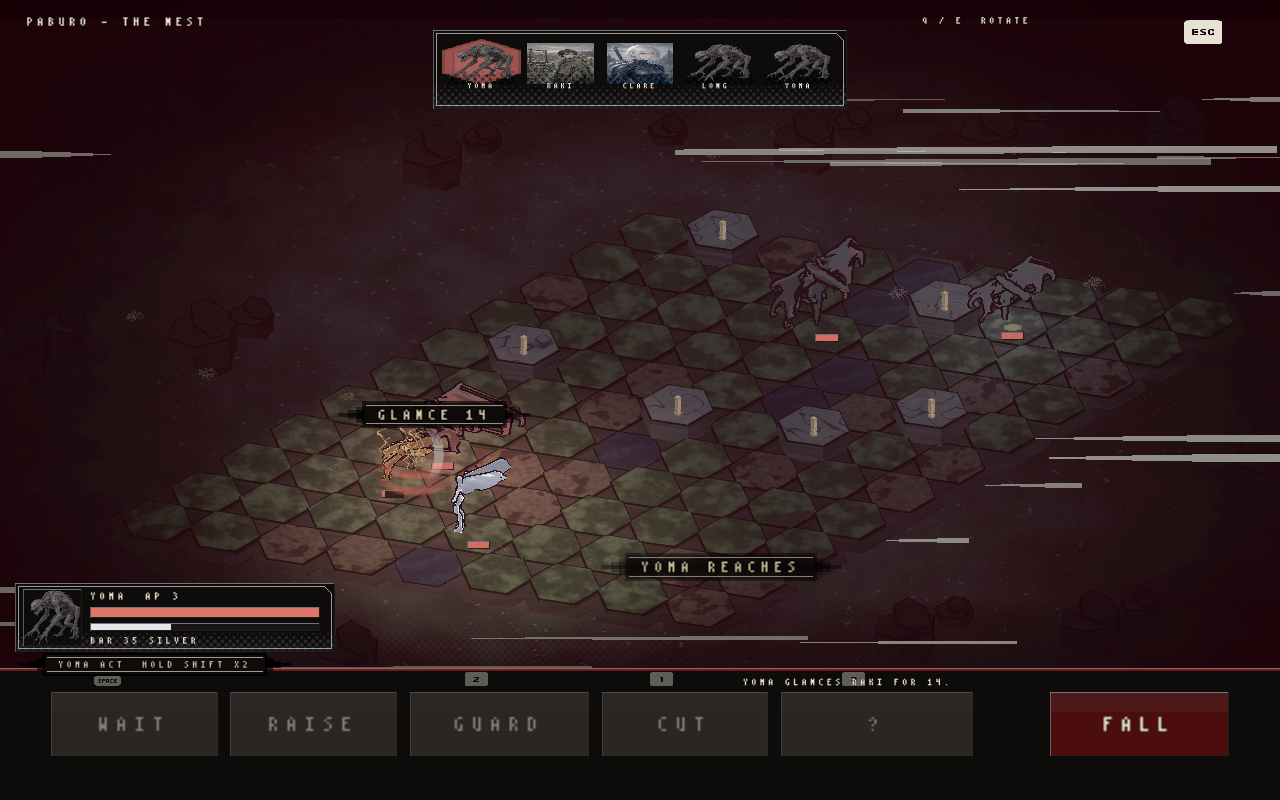 PABURO - THE NEST
Q / E ROTATE
ESC
YOMA
RAKI
CLARE
LONG
YOMA
GLANCE 14
YOMA REACHES
YOMA AP 3
BAR 35 SILVER
YOMA ACT HOLD SHIFT X2
YOMA GLANCES RAKI FOR 14.
SPACE
2
1
WAIT
RAISE
GUARD
CUT
?
FALL